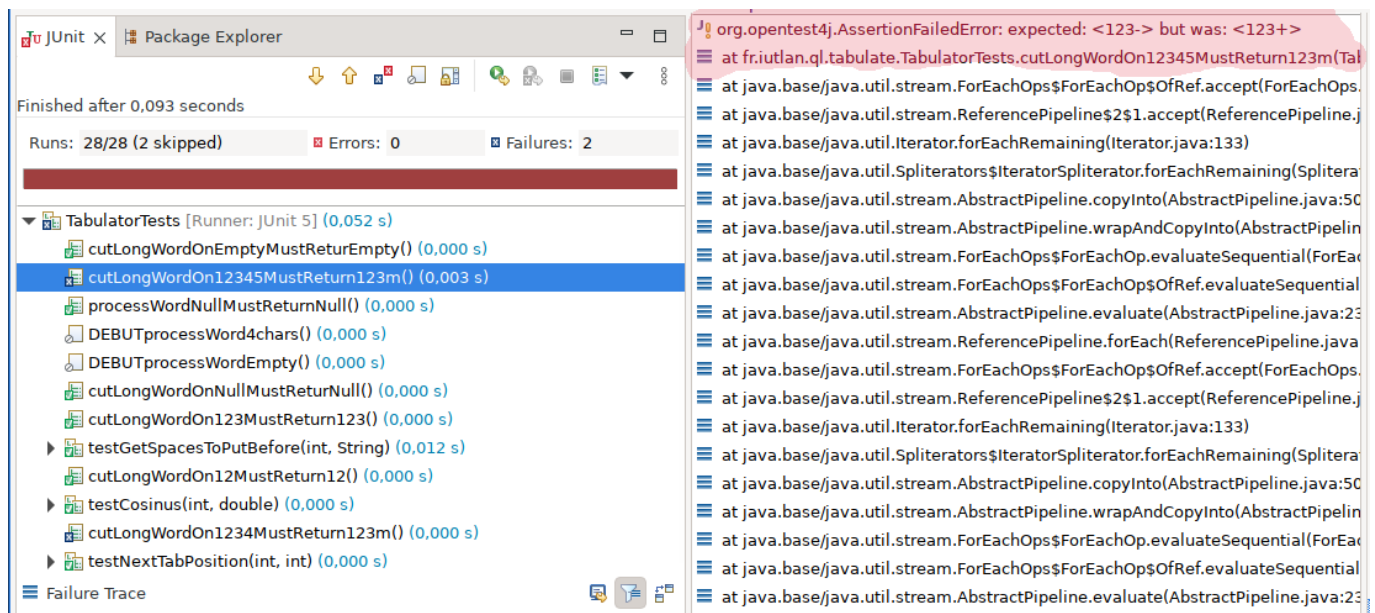 JUnit
Package Explorer
Finished after 0,093 seconds
Runs: 28/28 (2 skipped)
Errors: 0
Failures: 2
TabulatorTests [Runner: JUnit 5] (0,052 s)
cutLongWordOnEmptyMustReturEmpty() (0,000 s)
cutLongWordOn12345MustReturn123m() (0,003 s)
processWordNullMustReturnNull() (0,000 s)
DEBUTprocessWord4chars() (0,000 s)
DEBUTprocessWordEmpty() (0,000 s)
cutLongWordOnNullMustReturNull() (0,000 s)
cutLongWordOn123MustReturn123() (0,000 s)
testGetSpacesToPutBefore(int, String) (0,012 s)
cutLongWordOn12MustReturn12() (0,000 s)
testCosinus(int, double) (0,000 s)
cutLongWordOn1234MustReturn123m() (0,000 s)
testNextTabPosition(int, int) (0,000 s)
Failure Trace
org.opentest4j.AssertionFailedError: expected: <123-> but was: <123+>
at fr.iutlan.ql.tabulate.TabulatorTests.cutLongWordOn12345MustReturn123m(Tab
at java.base/java.util.stream.ForEachOps$ForEachOp$OfRef.accept(ForEachOps.
at java.base/java.util.stream.ReferencePipeline$2$1.accept(ReferencePipeline.j
at java.base/java.util.Iterator.forEachRemaining(Iterator.java:133)
at java.base/java.util.Spliterators$IteratorSpliterator.forEachRemaining(Splitera
at java.base/java.util.stream.AbstractPipeline.copyInto(AbstractPipeline.java:50
at java.base/java.util.stream.AbstractPipeline.wrapAndCopyInto(AbstractPipelin
at java.base/java.util.stream.ForEachOps$ForEachOp.evaluateSequential(ForEac
at java.base/java.util.stream.ForEachOps$ForEachOp$OfRef.evaluateSequential
at java.base/java.util.stream.AbstractPipeline.evaluate(AbstractPipeline.java:23
at java.base/java.util.stream.ReferencePipeline.forEach(ReferencePipeline.java
at java.base/java.util.stream.ForEachOps$ForEachOp$OfRef.accept(ForEachOps.
at java.base/java.util.stream.ReferencePipeline$2$1.accept(ReferencePipeline.j
at java.base/java.util.Iterator.forEachRemaining(Iterator.java:133)
at java.base/java.util.Spliterators$IteratorSpliterator.forEachRemaining(Splitera
at java.base/java.util.stream.AbstractPipeline.copyInto(AbstractPipeline.java:50
at java.base/java.util.stream.AbstractPipeline.wrapAndCopyInto(AbstractPipelin
at java.base/java.util.stream.ForEachOps$ForEachOp.evaluateSequential(ForEac
at java.base/java.util.stream.ForEachOps$ForEachOp$OfRef.evaluateSequential
at java.base/java.util.stream.AbstractPipeline.evaluate(AbstractPipeline.java:23